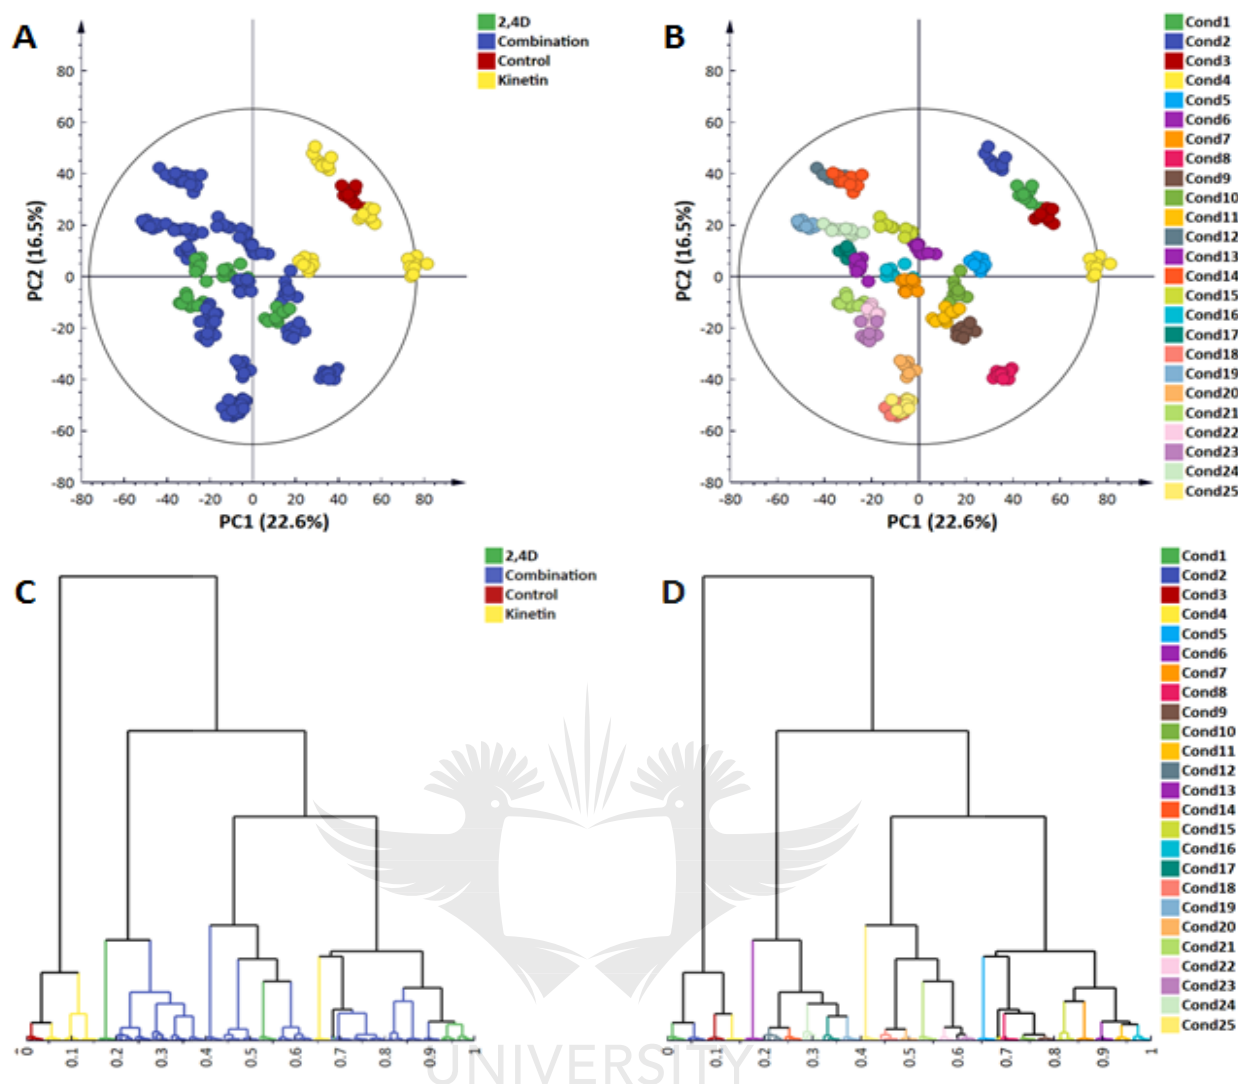 A
2,4D
Combination
Control
Kinetin
PC2 (16.5%)
80
60
40
20
0
-20
-40
-60
-80
-80 -60 -40 -20 0 20 40 60 80
PC1 (22.6%)
B
PC2 (16.5%)
80
60
40
20
0
-20
-40
-60
-80
-80 -60 -40 -20 0 20 40 60 80
PC1 (22.6%)
Cond1
Cond2
Cond3
Cond4
Cond5
Cond6
Cond7
Cond8
Cond9
Cond10
Cond11
Cond12
Cond13
Cond14
Cond15
Cond16
Cond17
Cond18
Cond19
Cond20
Cond21
Cond22
Cond23
Cond24
Cond25
C
2,4D
Combination
Control
Kinetin
0 0.1 0.2 0.3 0.4 0.5 0.6 0.7 0.8 0.9 1
D
Cond1
Cond2
Cond3
Cond4
Cond5
Cond6
Cond7
Cond8
Cond9
Cond10
Cond11
Cond12
Cond13
Cond14
Cond15
Cond16
Cond17
Cond18
Cond19
Cond20
Cond21
Cond22
Cond23
Cond24
Cond25
0 0.1 0.2 0.3 0.4 0.5 0.6 0.7 0.8 0.9 1
UNIVERSITY